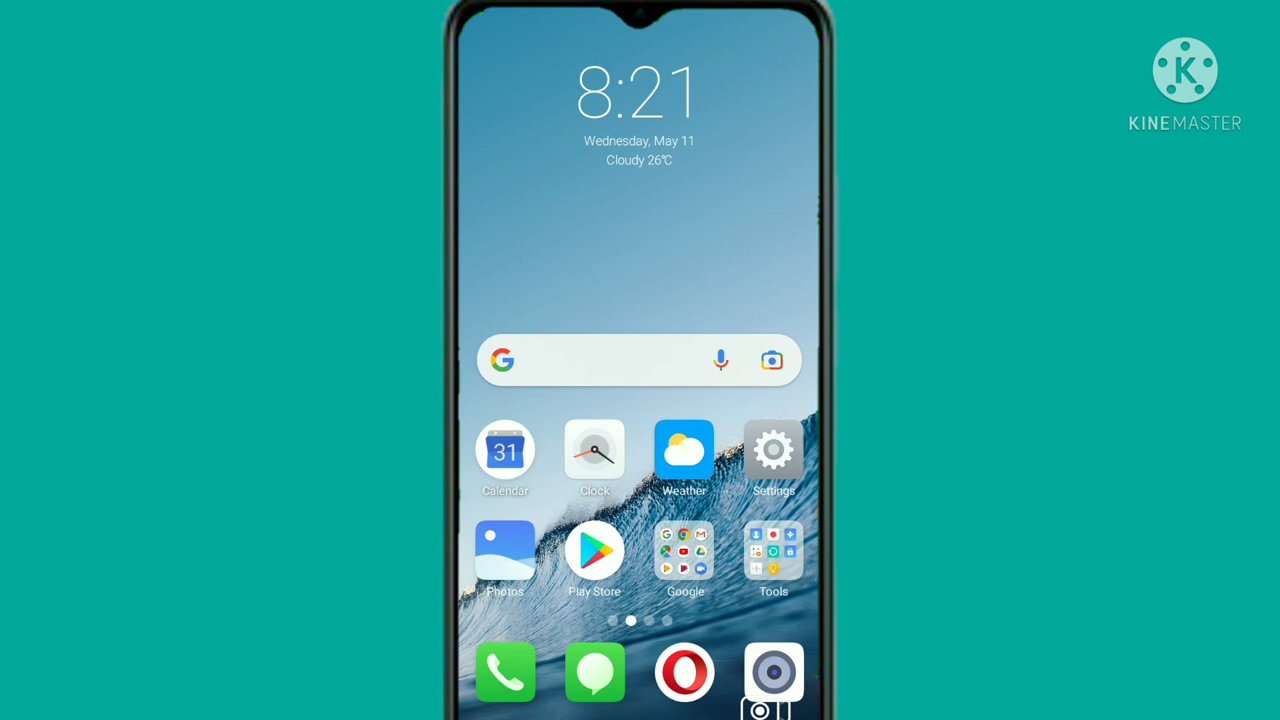 8:21
Wednesday, May 11
Cloudy 26℃
K
KINEMASTER
G
31
Calendar
Clock
Weather
Settings
Photos
Play Store
Google
Tools